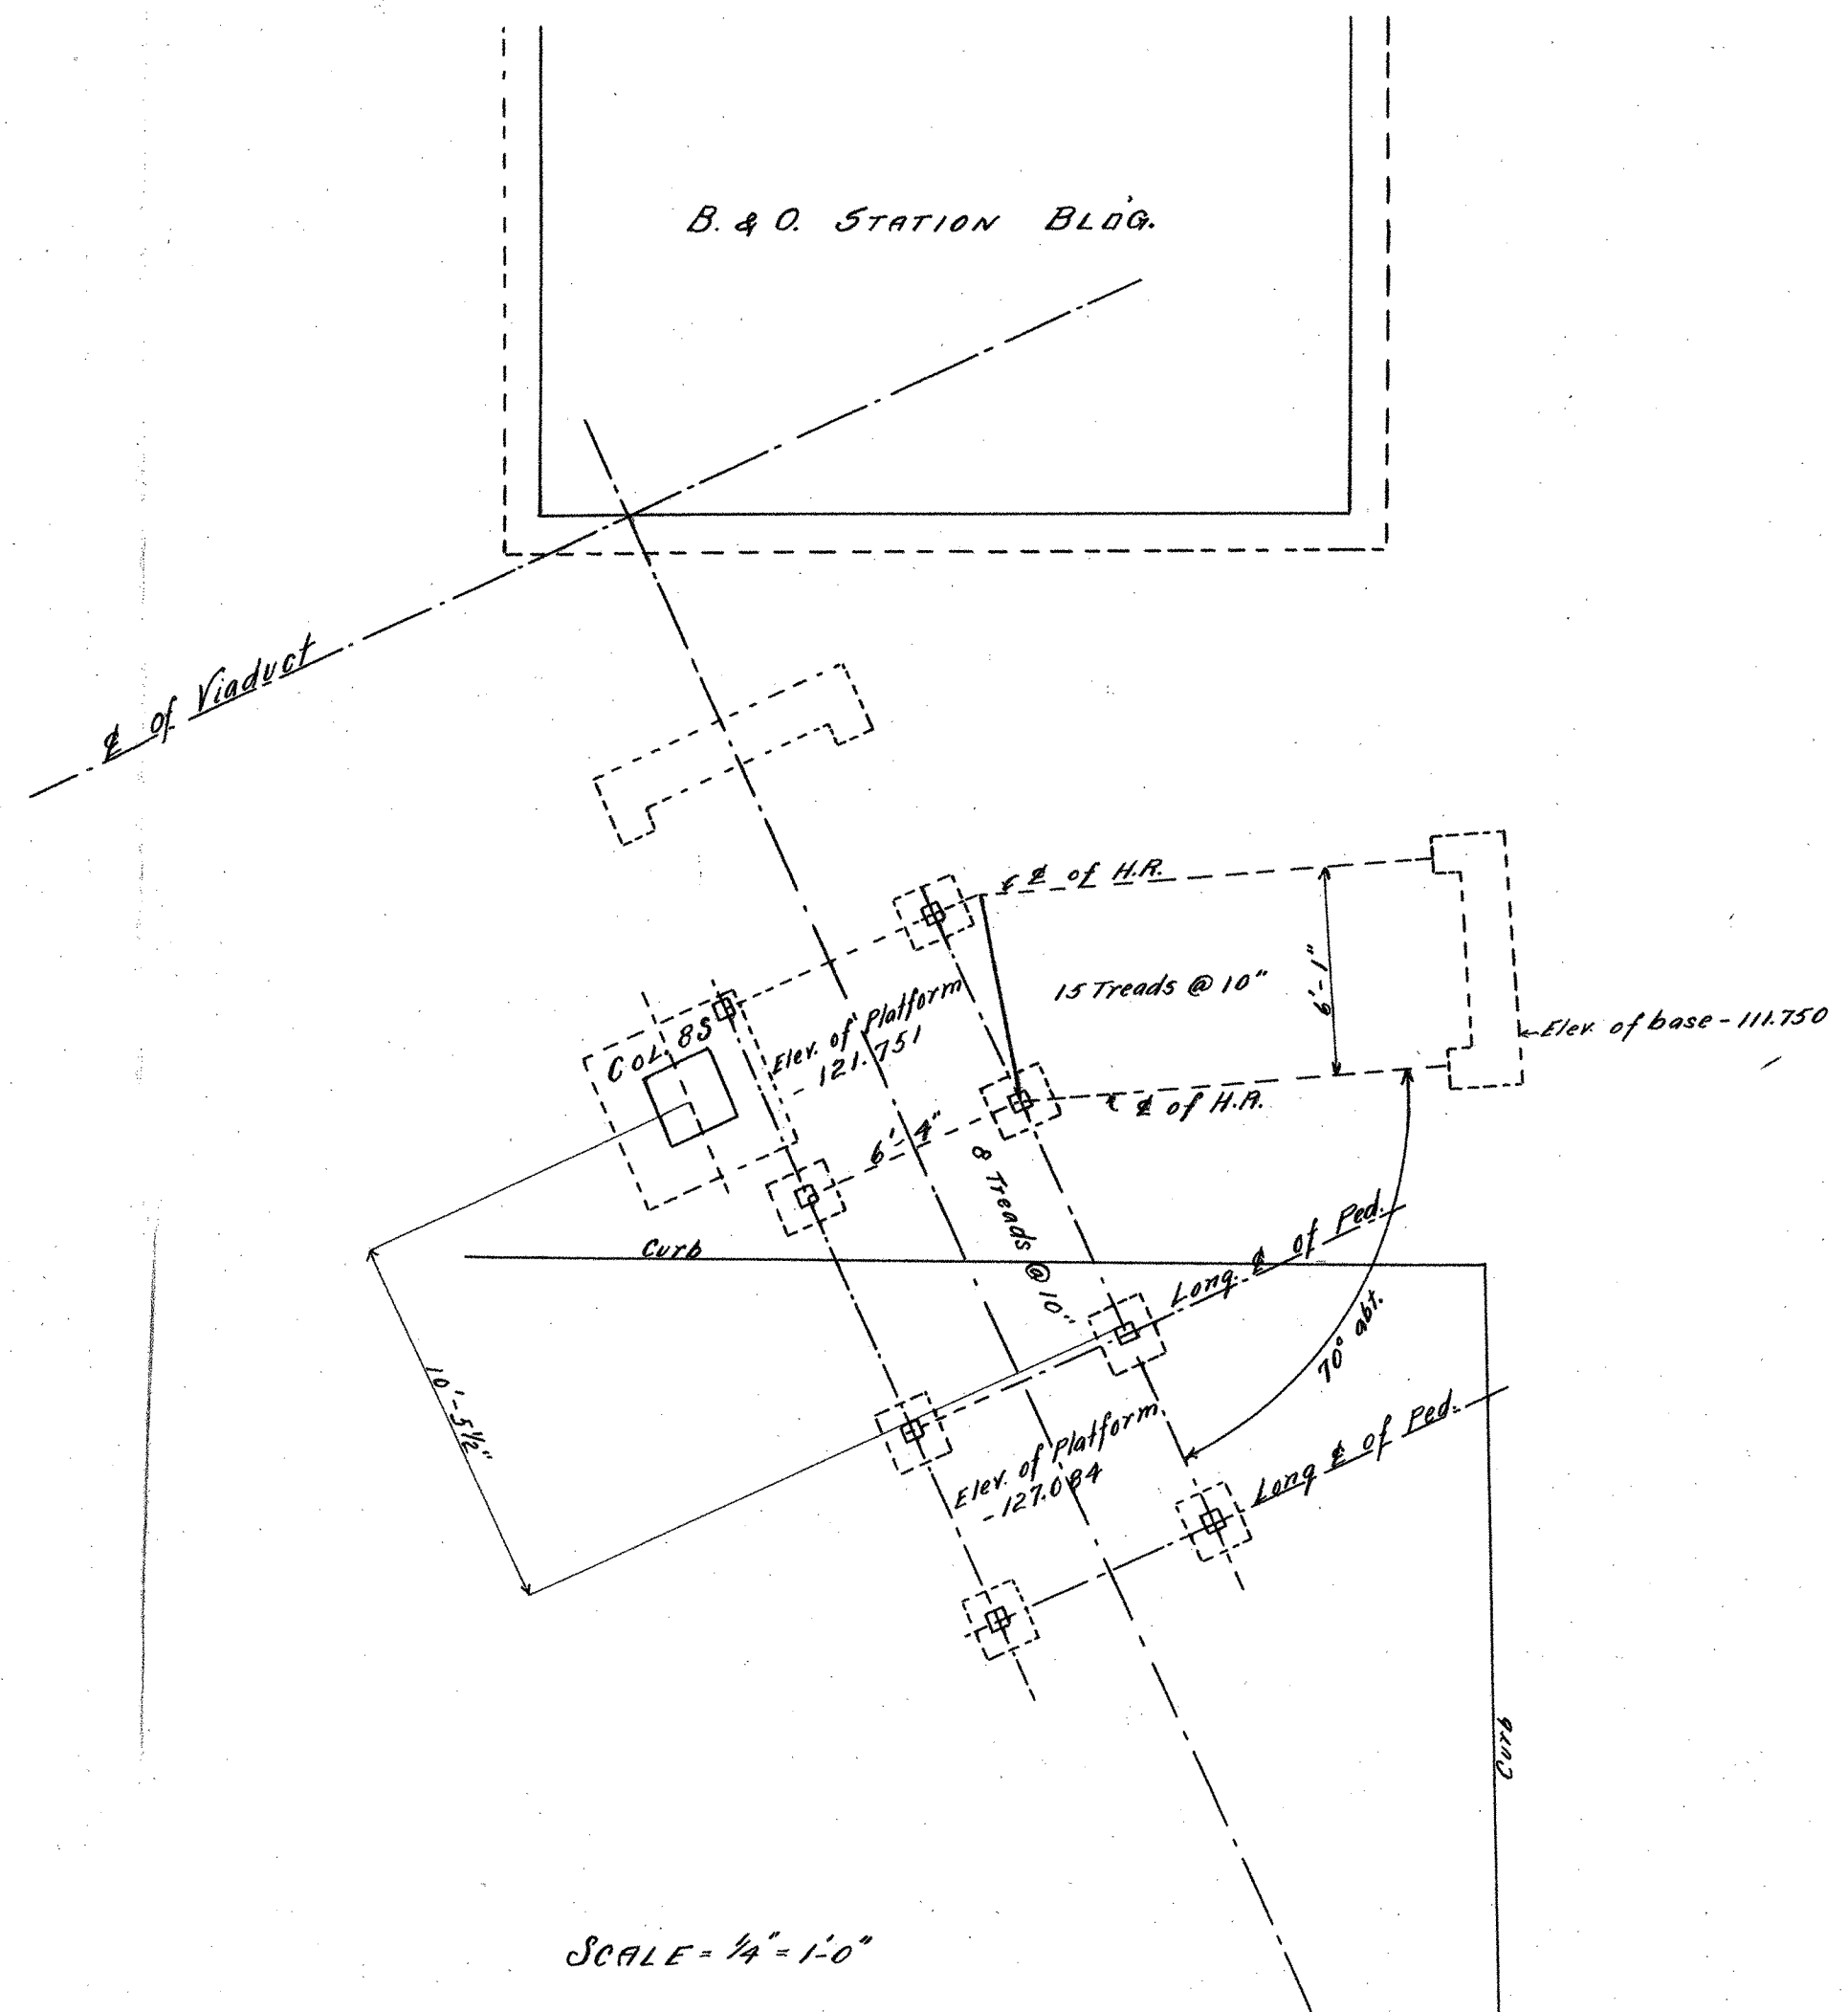 B. & O. STATION BLDG.
℄ of Viaduct
℄ of H.R.
15 Treads @ 10"
6'-1"
Elev. of base - 111.750
COL. 8S
Elev. of Platform
121.751
℄ of H.R.
6'-4"
8 Treads @ 10"
Curb
Long. ℄ of Ped.
70° abt.
10'-5½"
Long ℄ of Ped.
Elev. of Platform
127.084
Curb
SCALE = ¼" = 1'-0"